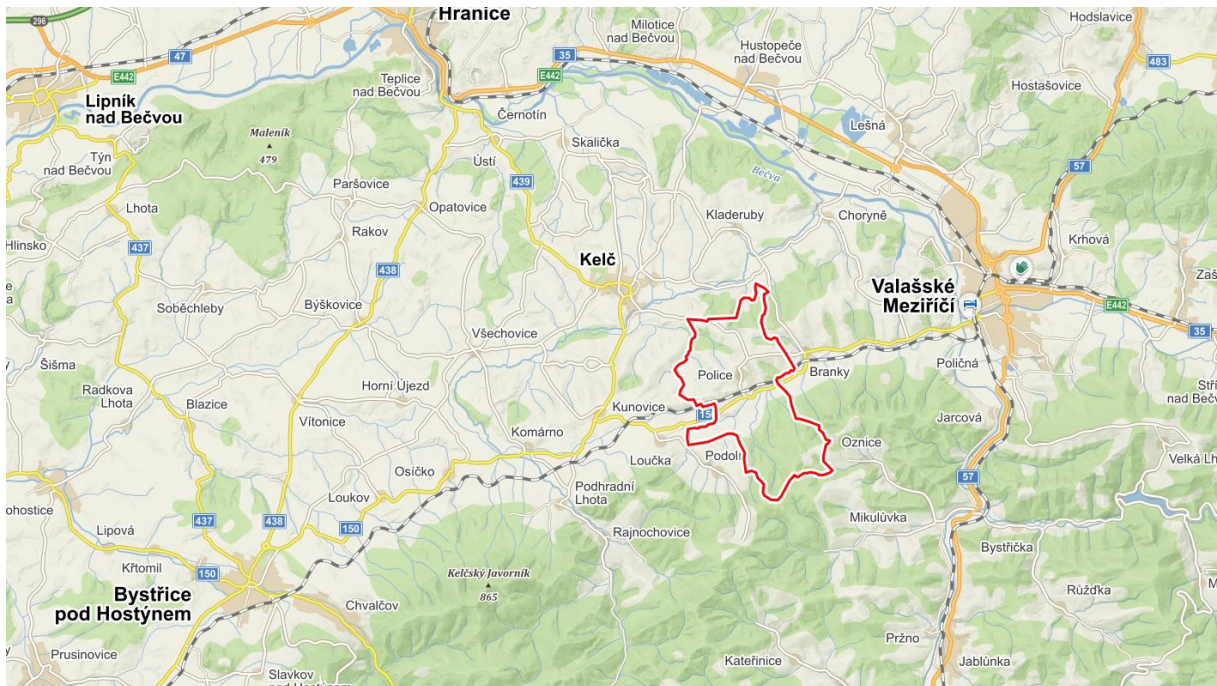 Hranice
Milotice
nad Bečvou
Hodslavice
296
47
35
E442
Hustopeče
nad Bečvou
483
E442
Teplice
nad Bečvou
Hostašovice
Lipník
nad Bečvou
Černotín
Lešná
Maleník
479
Skalička
Týn
nad Bečvou
Ústí
57
Paršovice
439
Bečva
Lhota
Opatovice
Kladeruby
Choryně
Hlinsko
437
Rakov
Krhová
438
Kelč
Valašské
Meziříčí
Zaš
Soběchleby
Býškovice
E442
Všechovice
35
Šišma
Poličná
Police
Branky
Horní Újezd
Radkova
Lhota
Blazice
Kunovice
15
Stří
nad Beč
Vítonice
Jarcová
Komárno
Oznice
Loučka
Podolí
Velká Lh
Osíčko
57
Podhradní
Lhota
Loukov
ohostice
437
438
150
Mikulůvka
Lipová
Rajnochovice
Bystřička
Křtomil
150
Kelčský Javorník
865
Bystřice
pod Hostýnem
Růžďka
Chvalčov
Pržno
Prusinovice
Kateřinice
Jablůnka
Slavkov
pod Hostýnem